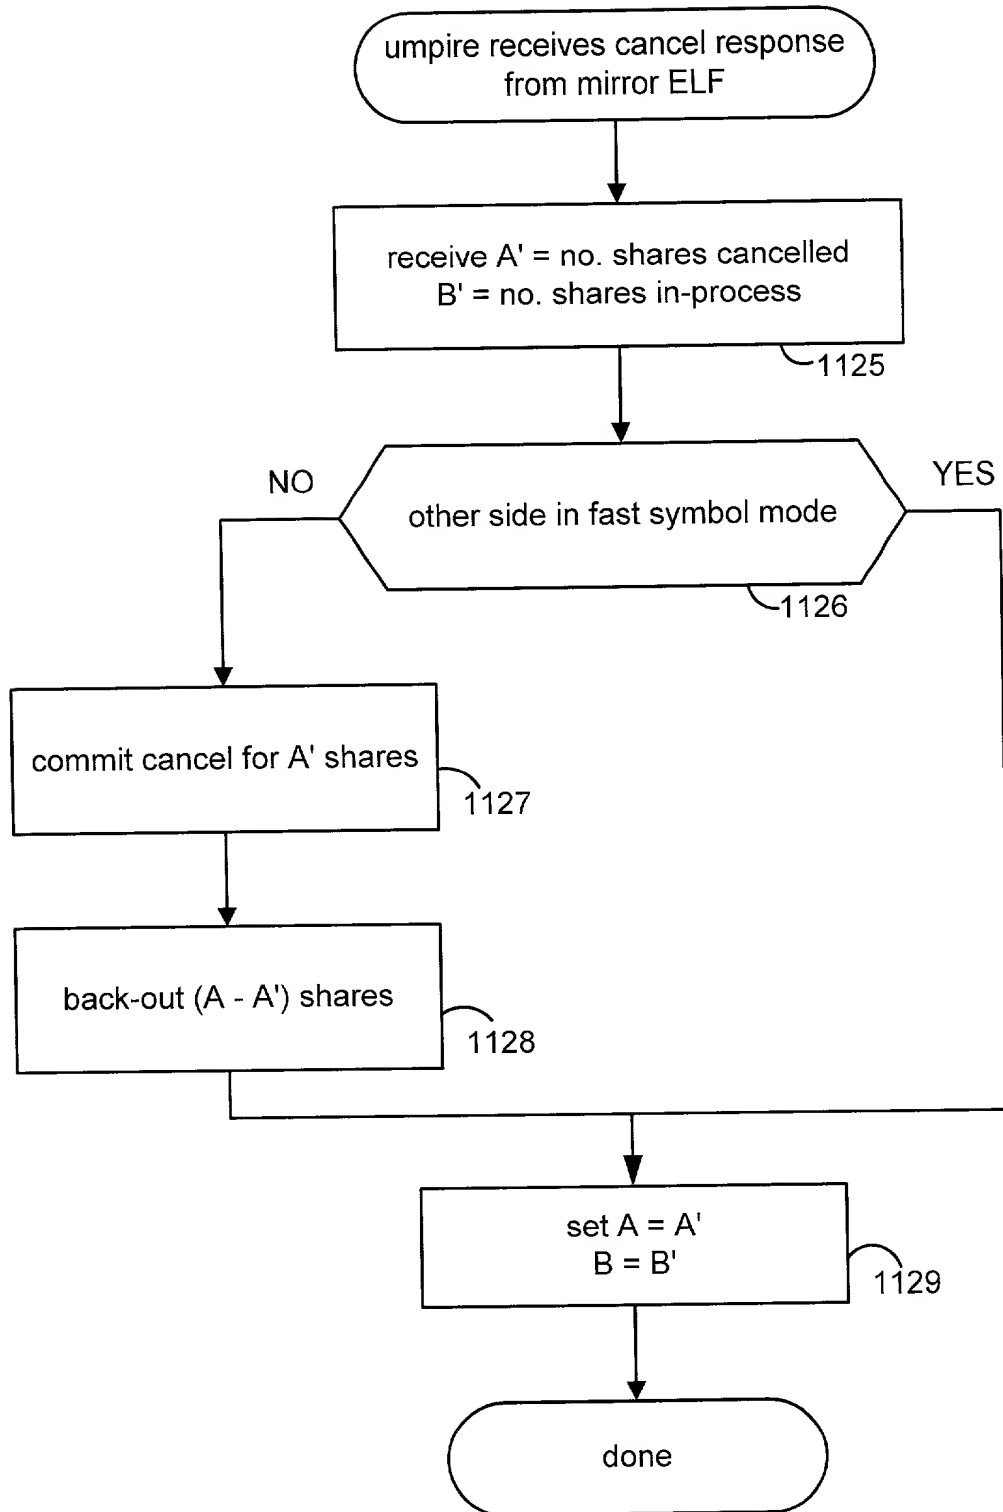 umpire receives cancel response
from mirror ELF
receive A' = no. shares cancelled
B' = no. shares in-process
1125
NO
YES
other side in fast symbol mode
1126
commit cancel for A' shares
1127
back-out (A - A') shares
1128
set A = A'
B = B'
1129
done